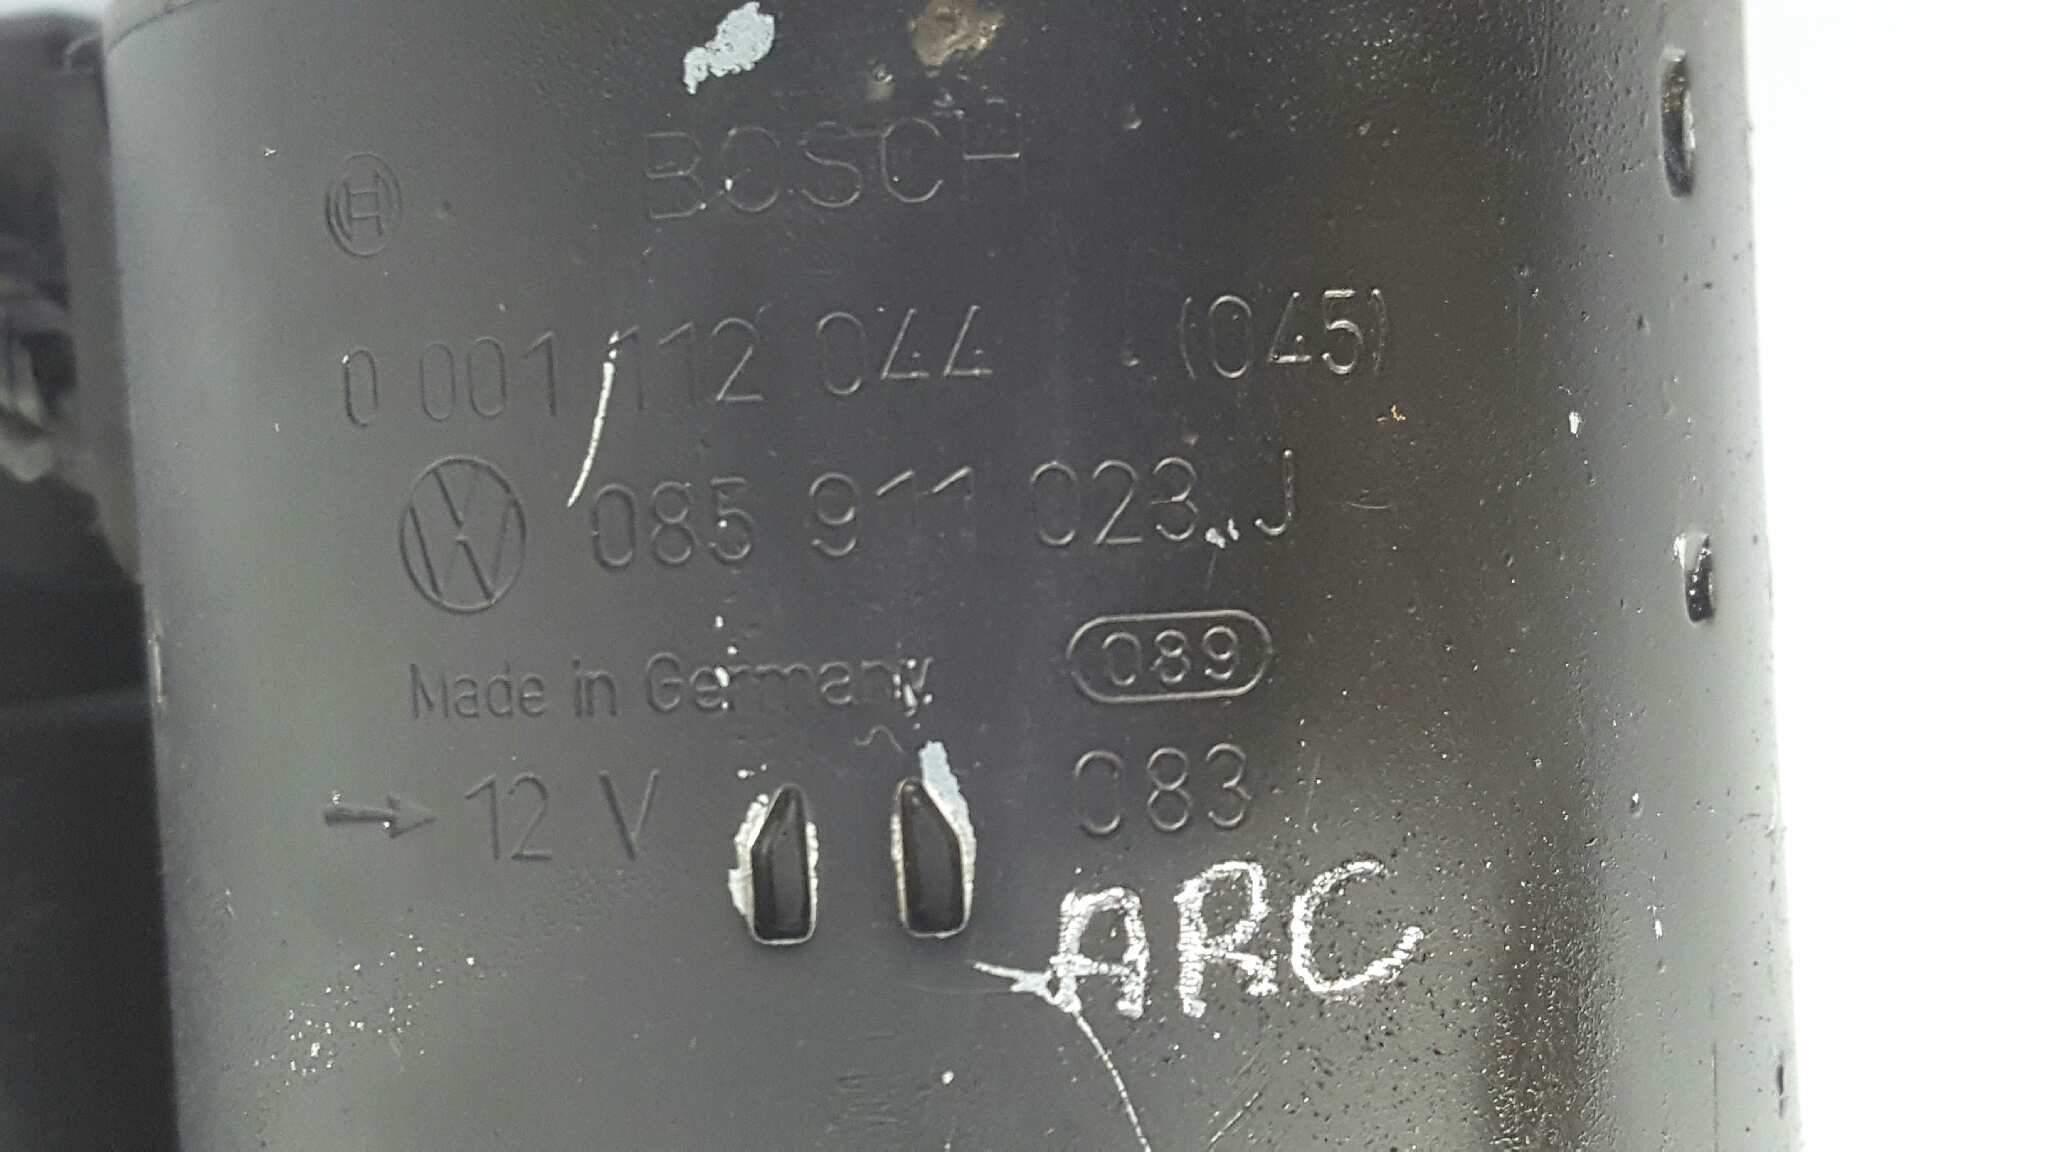 BOSCH
0 001 112 044 (045)
085 911 023 J
Made in Germany 089
12 V 083
ARC